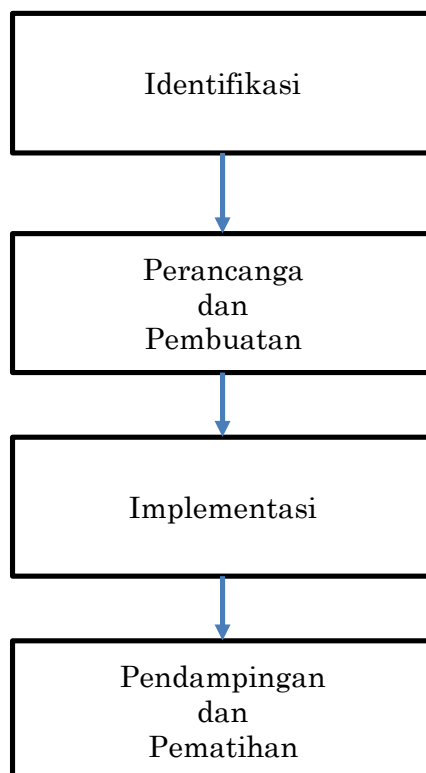 Identifikasi
Perancanga
dan
Pembuatan
Implementasi
Pendampingan
dan
Pematihan